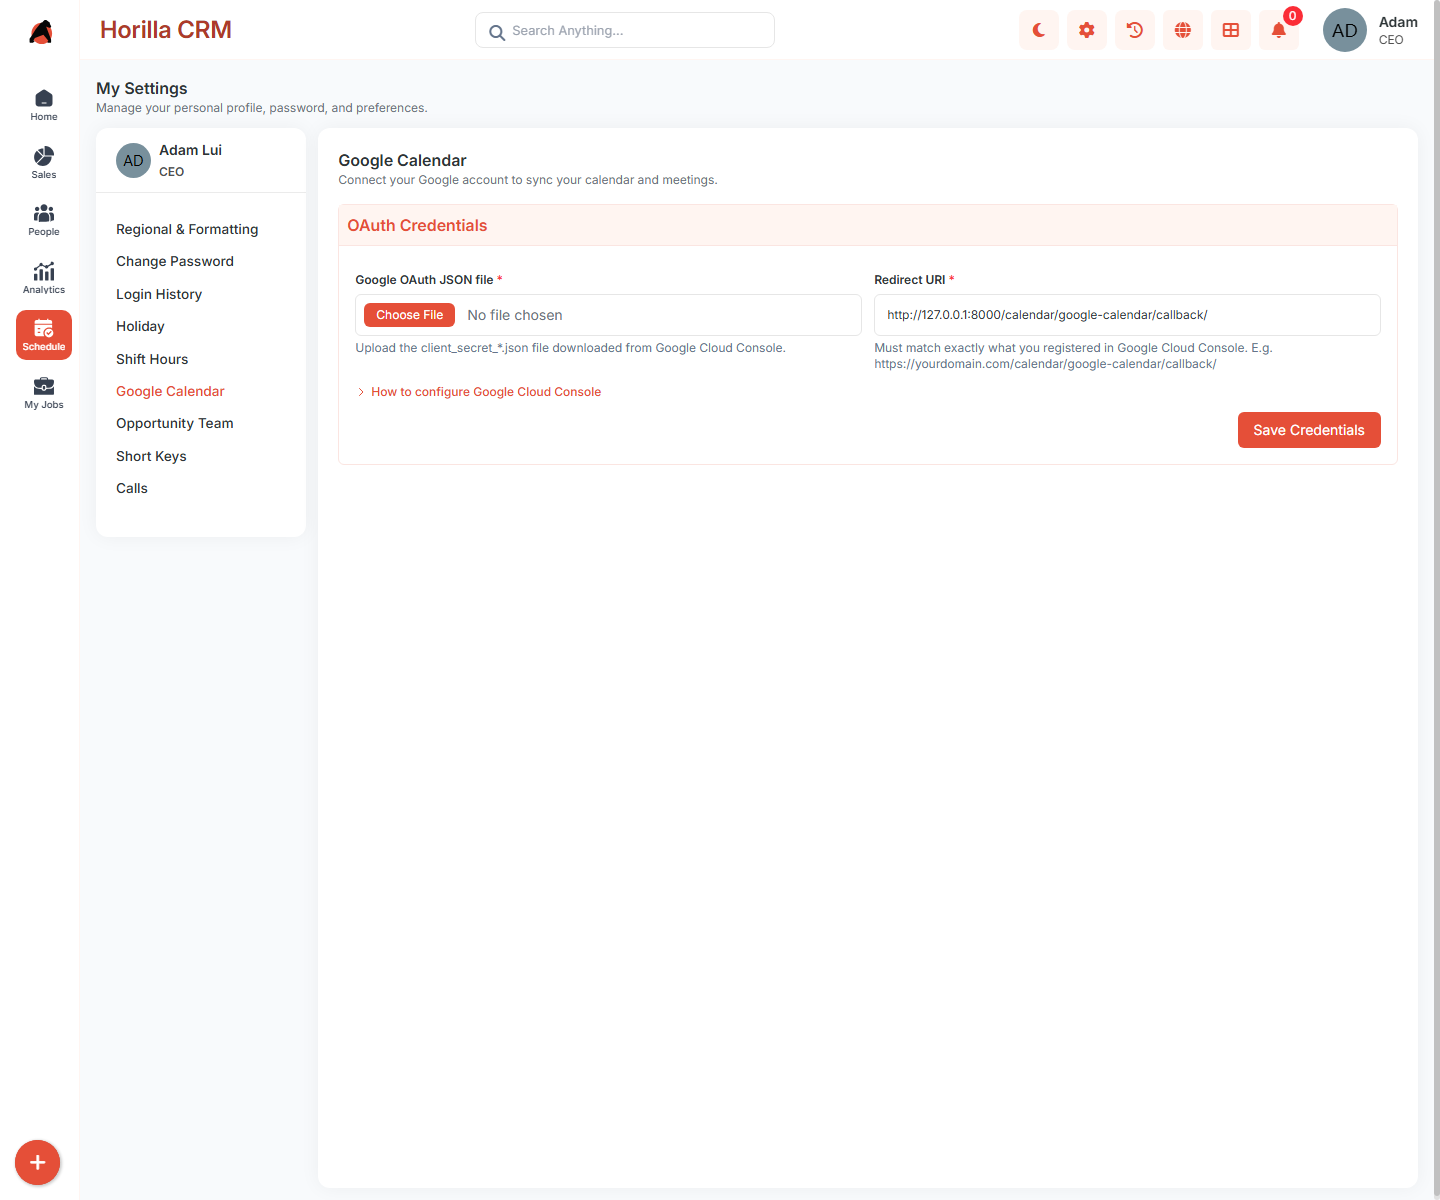 Horilla CRM
Search Anything...
0
AD
Adam
CEO
Home
Sales
People
Analytics
Schedule
My Jobs
My Settings
Manage your personal profile, password, and preferences.
AD
Adam Lui
CEO
Regional & Formatting
Change Password
Login History
Holiday
Shift Hours
Google Calendar
Opportunity Team
Short Keys
Calls
Google Calendar
Connect your Google account to sync your calendar and meetings.
OAuth Credentials
Google OAuth JSON file *
Choose File No file chosen
Upload the client_secret_*.json file downloaded from Google Cloud Console.
Redirect URI *
http://127.0.0.1:8000/calendar/google-calendar/callback/
Must match exactly what you registered in Google Cloud Console. E.g.
https://yourdomain.com/calendar/google-calendar/callback/
How to configure Google Cloud Console
Save Credentials